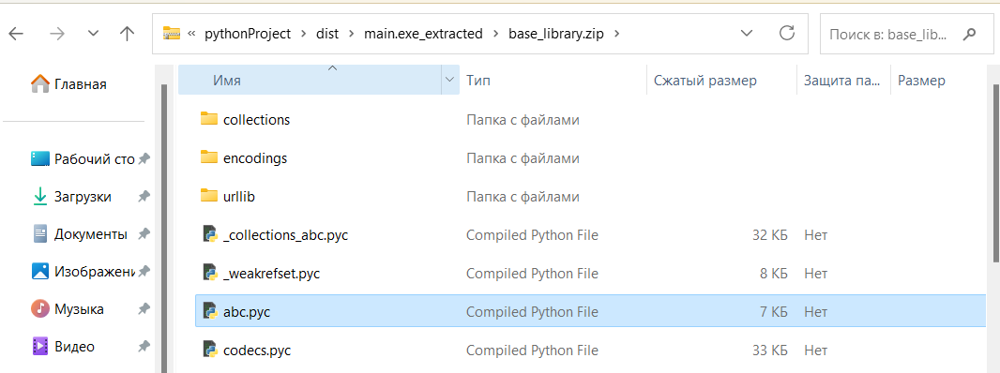 « pythonProject > dist > main.exe_extracted > base_library.zip >
Поиск в: base_lib...
Главная
Рабочий сто
Загрузки
Документы
Изображени
Музыка
Видео
Имя Тип Сжатый размер Защита па... Размер
collections Папка с файлами
encodings Папка с файлами
urllib Папка с файлами
_collections_abc.pyc Compiled Python File 32 КБ Нет
_weakrefset.pyc Compiled Python File 8 КБ Нет
abc.pyc Compiled Python File 7 КБ Нет
codecs.pyc Compiled Python File 33 КБ Нет